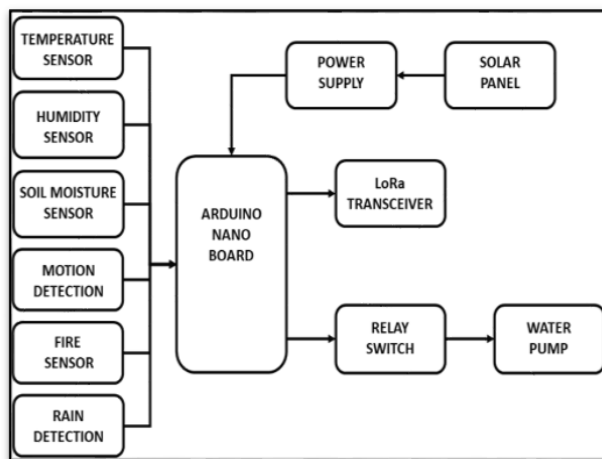 TEMPERATURE
SENSOR
HUMIDITY
SENSOR
SOIL MOISTURE
SENSOR
MOTION
DETECTION
FIRE
SENSOR
RAIN
DETECTION
ARDUINO
NANO
BOARD
POWER
SUPPLY
SOLAR
PANEL
LoRa
TRANSCEIVER
RELAY
SWITCH
WATER
PUMP